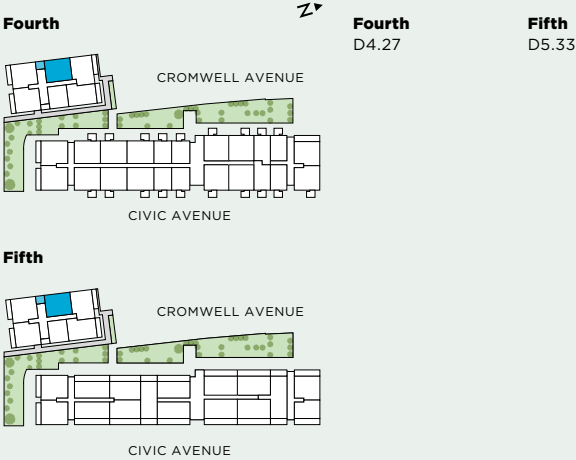 Fourth
CROMWELL AVENUE
CIVIC AVENUE
Fifth
CROMWELL AVENUE
CIVIC AVENUE
N
Fourth
D4.27
Fifth
D5.33